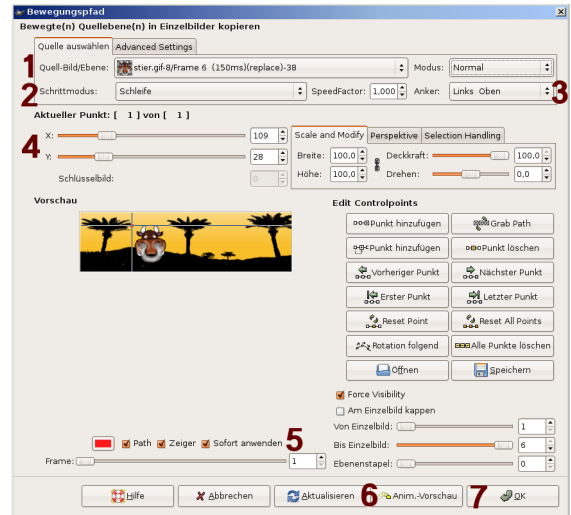 Bewegungspfad
Bewegte(n) Quellebene(n) in Einzelbilder kopieren
Quelle auswählen Advanced Settings
1 Quell-Bild/Ebene: stier.gif-8/Frame 6 (150ms)(replace)-38 Modus: Normal
2 Schrittmodus: Schleife SpeedFactor: 1,000 Anker: Links Oben 3
Aktueller Punkt: [ 1 ] von [ 1 ]
4 X: 109 Scale and Modify Perspektive Selection Handling
Breite: 100,0 Deckkraft: 100,0
Y: 28 Höhe: 100,0 Drehen: 0,0
Schlüsselbild: 0
Vorschau Edit Controlpoints
Punkt hinzufügen Grab Path
Punkt hinzufügen Punkt löschen
Vorheriger Punkt Nächster Punkt
Erster Punkt Letzter Punkt
Reset Point Reset All Points
Rotation folgend Alle Punkte löschen
Öffnen Speichern
Force Visibility
Am Einzelbild kappen
Von Einzelbild: 1
Path Zeiger Sofort anwenden 5 Bis Einzelbild: 6
Frame: 1 Ebenenstapel: 0
Hilfe Abbrechen Aktualisieren 6 Anim.-Vorschau 7 OK